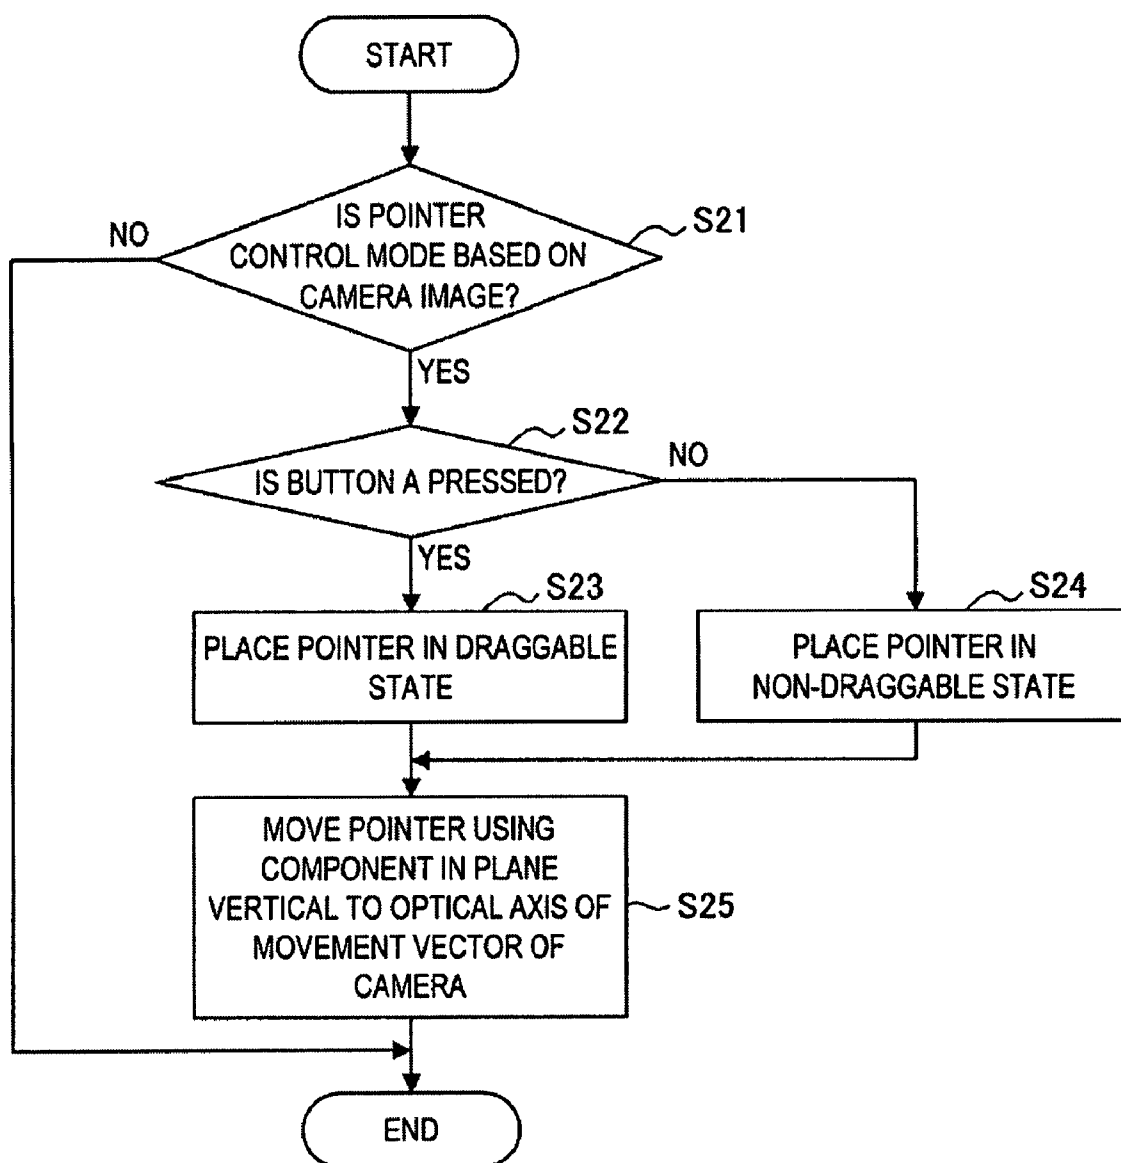 START
IS POINTER
CONTROL MODE BASED ON
CAMERA IMAGE?
S21
NO
YES
S22
IS BUTTON A PRESSED?
NO
YES
S23
PLACE POINTER IN DRAGGABLE
STATE
S24
PLACE POINTER IN
NON-DRAGGABLE STATE
MOVE POINTER USING
COMPONENT IN PLANE
VERTICAL TO OPTICAL AXIS OF
MOVEMENT VECTOR OF
CAMERA
S25
END